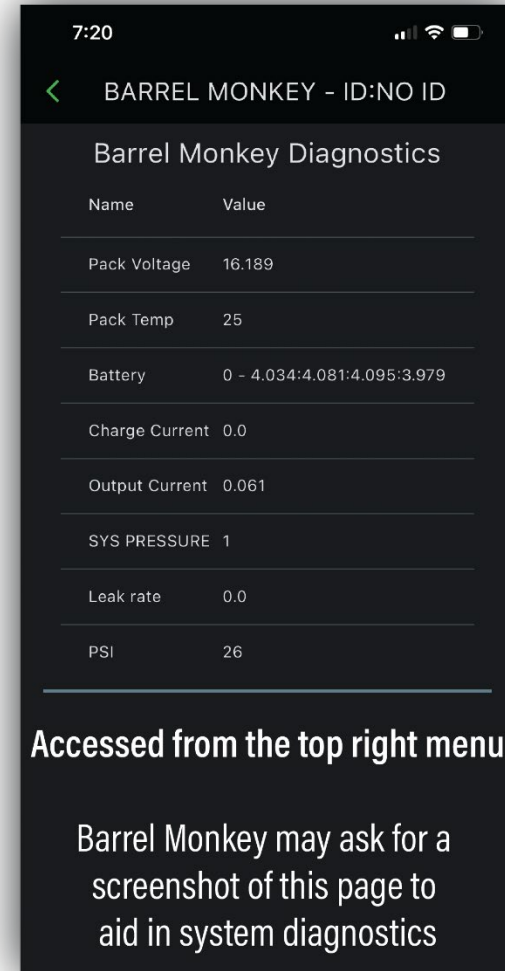 7:20
BARREL MONKEY - ID:NO ID
Barrel Monkey Diagnostics
Name Value
Pack Voltage 16.189
Pack Temp 25
Battery 0 - 4.034:4.081:4.095:3.979
Charge Current 0.0
Output Current 0.061
SYS PRESSURE 1
Leak rate 0.0
PSI 26
Accessed from the top right menu
Barrel Monkey may ask for a
screenshot of this page to
aid in system diagnostics